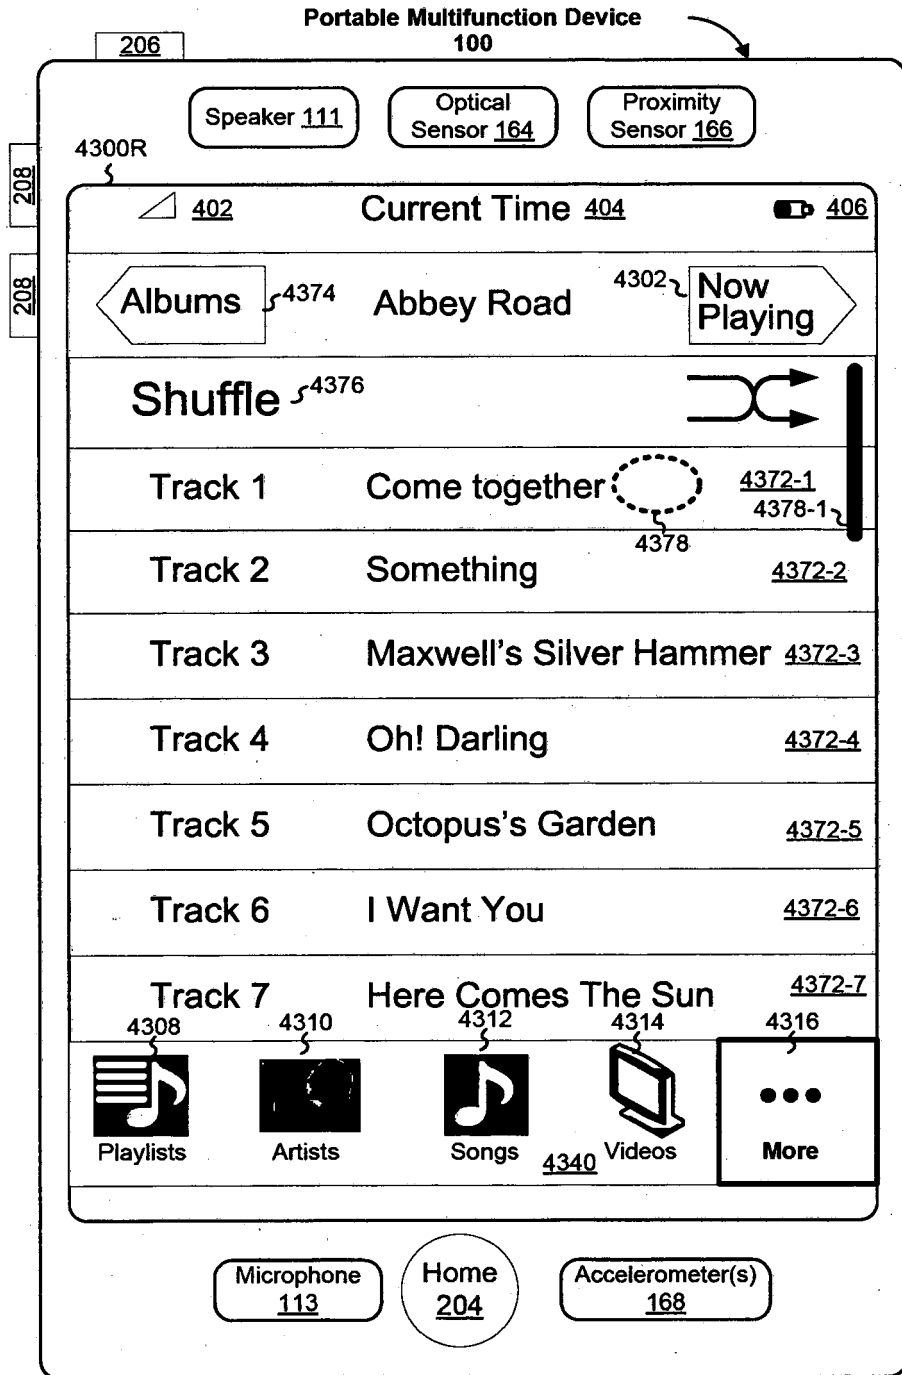 Portable Multifunction Device
100
206
Speaker 111
Optical
Sensor 164
Proximity
Sensor 166
4300R
208
402
Current Time 404
406
208
Albums
4374
Abbey Road
4302
Now
Playing
Shuffle
4376
Track 1
Come together
4372-1
4378-1
4378
Track 2
Something
4372-2
Track 3
Maxwell's Silver Hammer
4372-3
Track 4
Oh! Darling
4372-4
Track 5
Octopus's Garden
4372-5
Track 6
I Want You
4372-6
Track 7
Here Comes The Sun
4372-7
4308
4310
4312
4314
4316
Playlists
Artists
Songs
4340
Videos
More
Microphone
113
Home
204
Accelerometer(s)
168